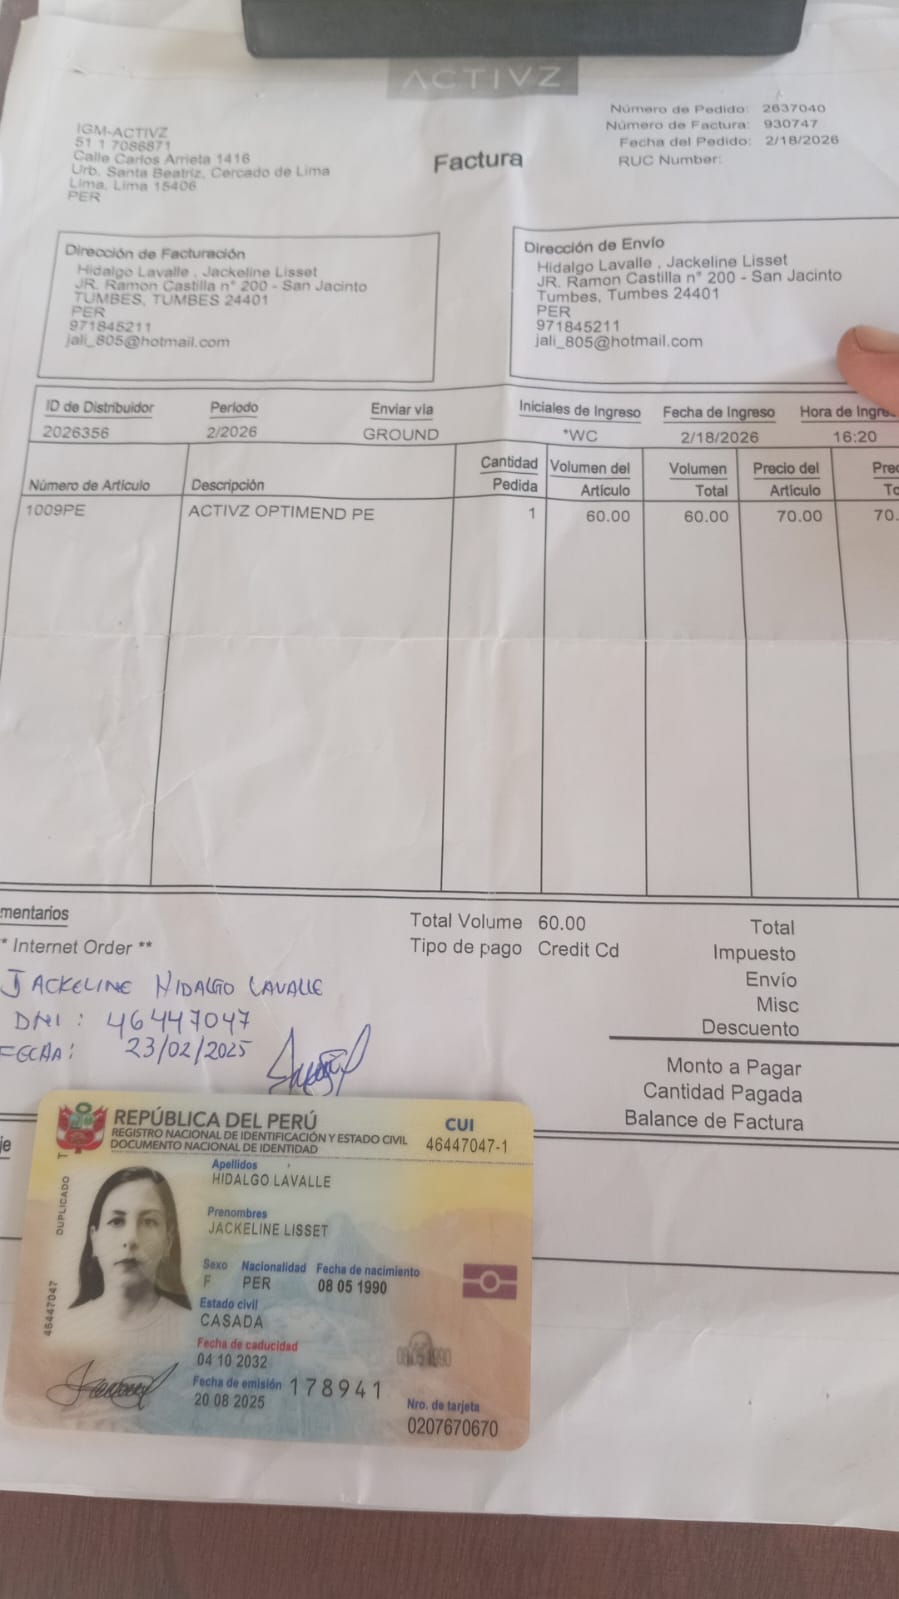 ACTIVZ
IGM-ACTIVZ
51 1 7086871
Calle Carlos Arrieta 1416
Urb. Santa Beatriz, Cercado de Lima
Lima, Lima 15406
PER
Factura
Número de Pedido: 2637040
Número de Factura: 930747
Fecha del Pedido: 2/18/2026
RUC Number:
Dirección de Facturación
Hidalgo Lavalle , Jackeline Lisset
JR. Ramon Castilla n° 200 - San Jacinto
TUMBES, TUMBES 24401
PER
971845211
jali_805@hotmail.com
Dirección de Envío
Hidalgo Lavalle , Jackeline Lisset
JR. Ramon Castilla n° 200 - San Jacinto
Tumbes, Tumbes 24401
PER
971845211
jali_805@hotmail.com
ID de Distribuidor Período Enviar vía Iniciales de Ingreso Fecha de Ingreso Hora de Ingre
2026356 2/2026 GROUND *WC 2/18/2026 16:20
Número de Artículo Descripción Cantidad Pedida Volumen del Artículo Volumen Total Precio del Artículo Prec To
1009PE ACTIVZ OPTIMEND PE 1 60.00 60.00 70.00 70.
mentarios
* Internet Order **
Total Volume 60.00
Tipo de pago Credit Cd
Total
Impuesto
Envío
Misc
Descuento
Monto a Pagar
Cantidad Pagada
Balance de Factura
JACKELINE HIDALGO LAVALLE
DNI: 46447047
FECHA: 23/02/2025
je
REPÚBLICA DEL PERÚ
REGISTRO NACIONAL DE IDENTIFICACIÓN Y ESTADO CIVIL
DOCUMENTO NACIONAL DE IDENTIDAD
CUI
46447047-1
Apellidos
HIDALGO LAVALLE
Prenombres
JACKELINE LISSET
Sexo Nacionalidad Fecha de nacimiento
F PER 08 05 1990
Estado civil
CASADA
Fecha de caducidad
04 10 2032
Fecha de emisión 178941
20 08 2025
Nro. de tarjeta
0207670670
DUPLICADO T
46447047